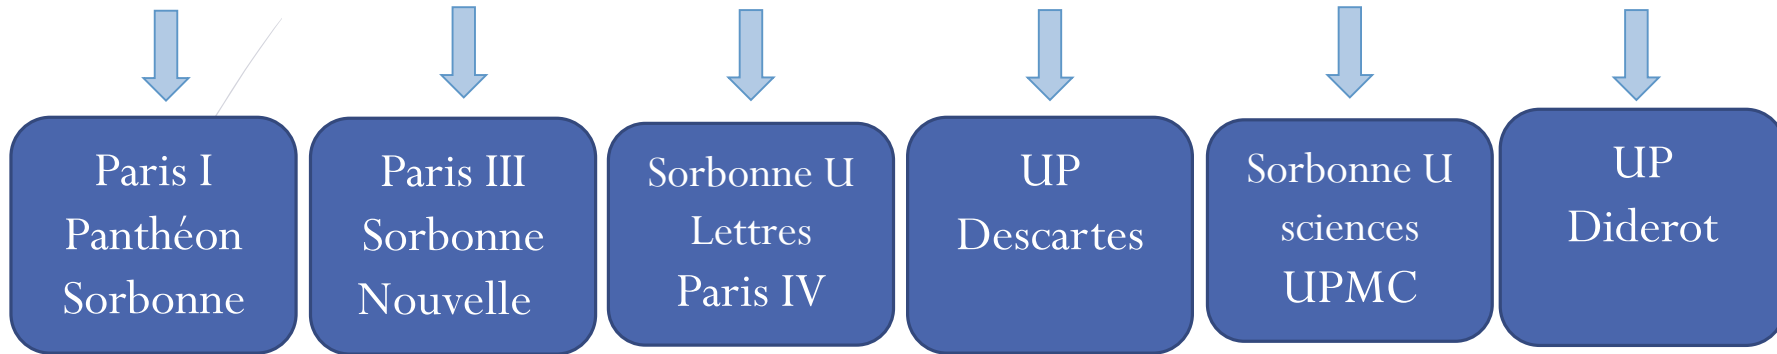 Paris I
Panthéon
Sorbonne
Paris III
Sorbonne
Nouvelle
Sorbonne U
Lettres
Paris IV
UP
Descartes
Sorbonne U
sciences
UPMC
UP
Diderot